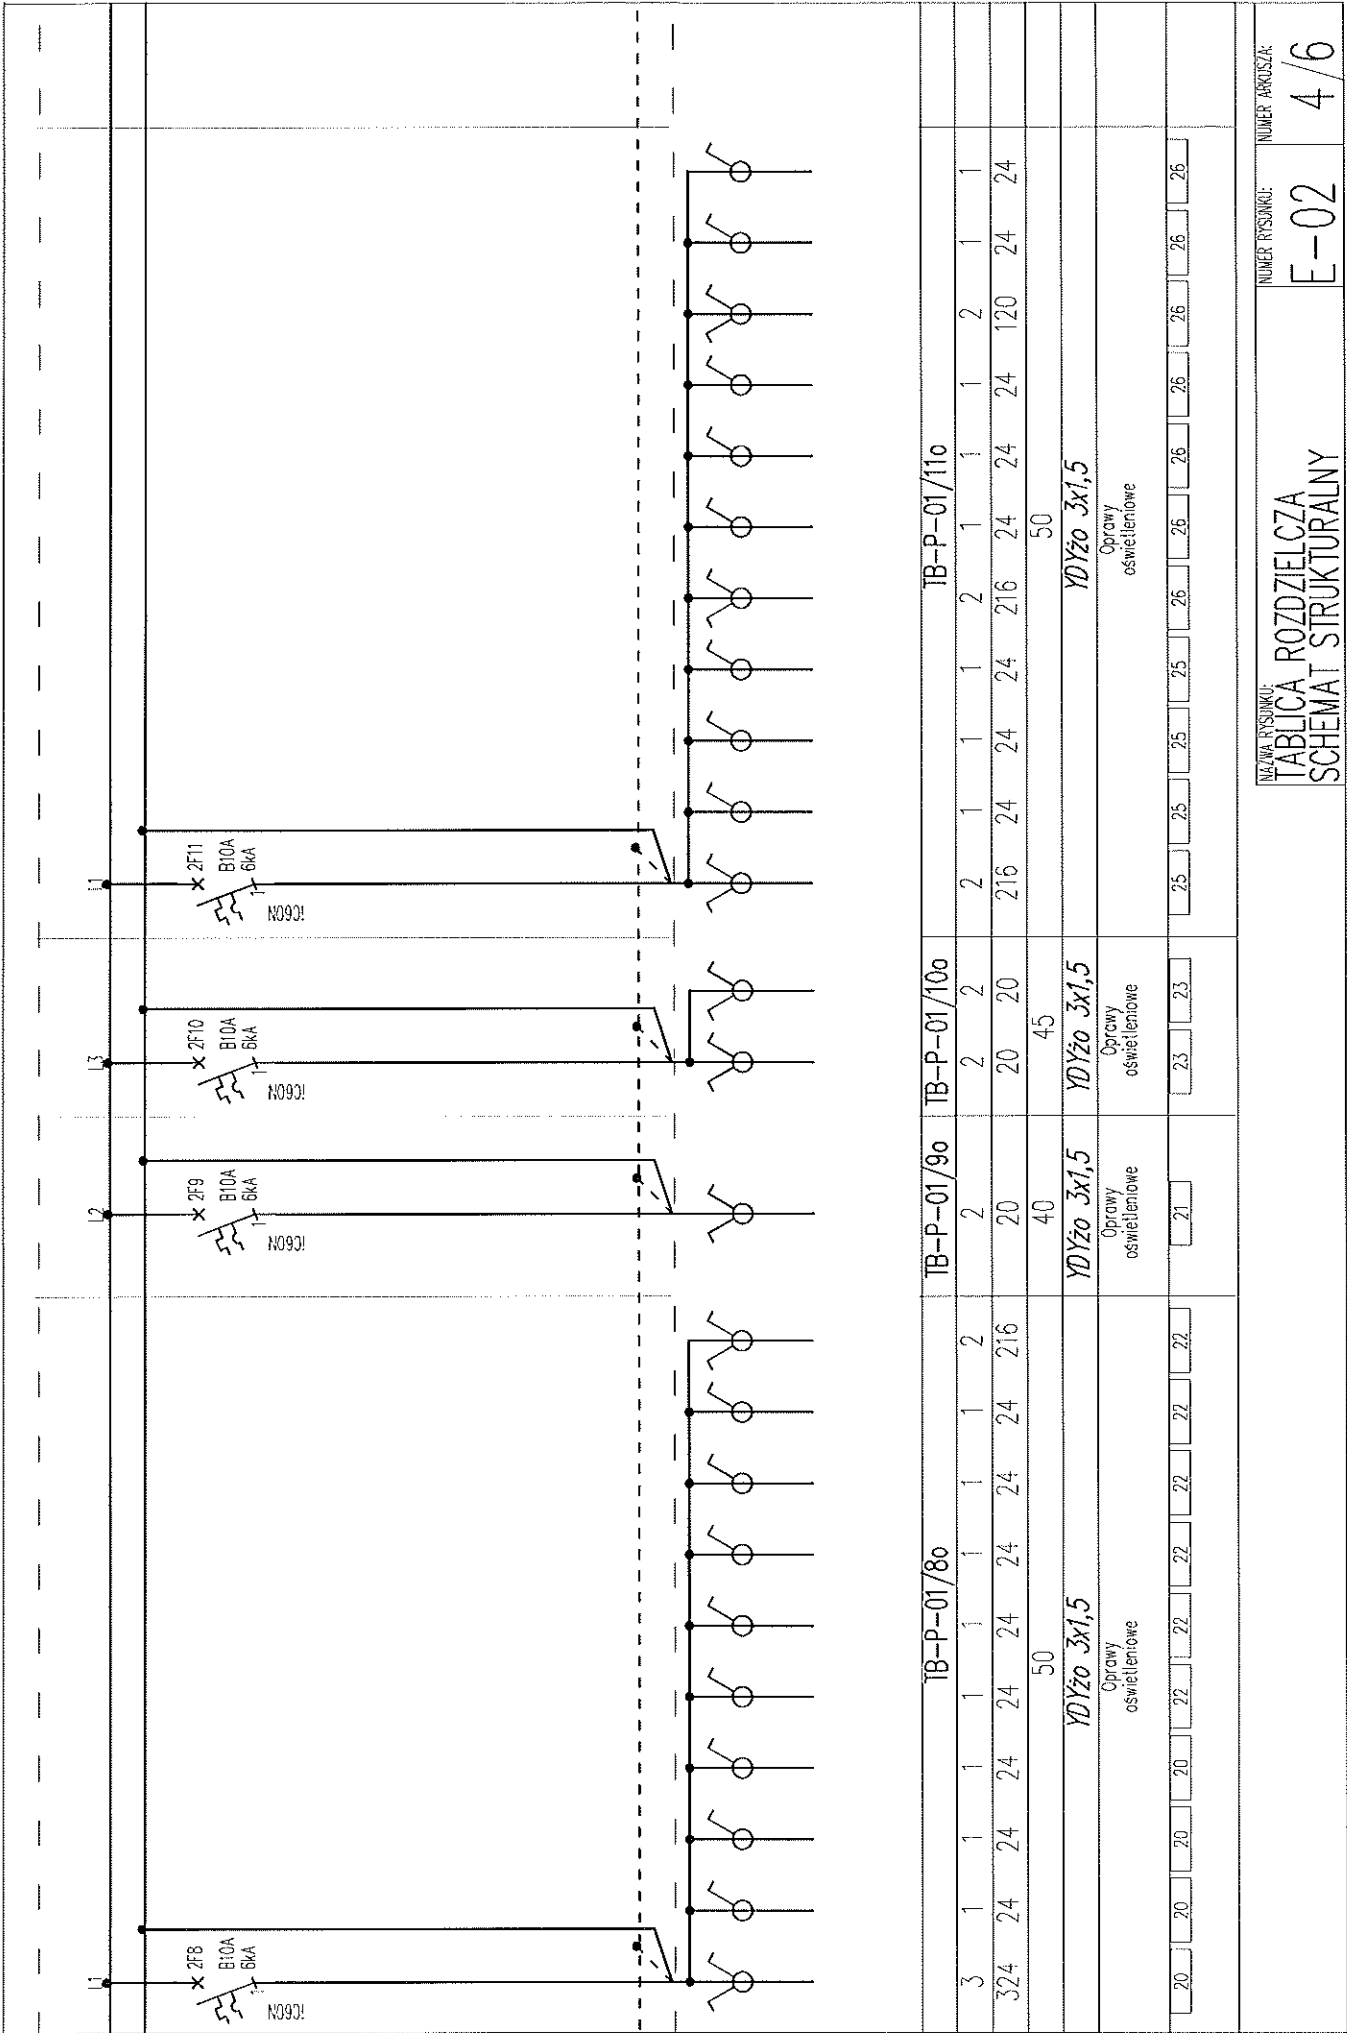 L1 L2 L3 L1
2F8 2F9 2F10 2F11
B10A B10A B10A B10A
6kA 6kA 6kA 6kA
iC60N iC60N iC60N iC60N
TB-P-01/8o TB-P-01/9o TB-P-01/10o TB-P-01/11o
3 1 1 1 1 1 1 1 1 2 2 2 2 2 1 1 1 2 1 1 1 2 1 1
324 24 24 24 24 24 24 24 24 216 20 20 20 216 24 24 24 216 24 24 24 120 24 24
50 40 45 50
YDYżo 3x1,5 YDYżo 3x1,5 YDYżo 3x1,5 YDYżo 3x1,5
Oprawy Oprawy Oprawy Oprawy
oświetleniowe oświetleniowe oświetleniowe oświetleniowe
20 20 20 20 22 22 22 22 22 22 21 23 23 25 25 25 25 26 26 26 26 26 26 26
NAZWA RYSUNKU: NUMER RYSUNKU: NUMER ARKUSZA:
TABLICA ROZDZIELCZA
SCHEMAT STRUKTURALNY
E-02 4/6